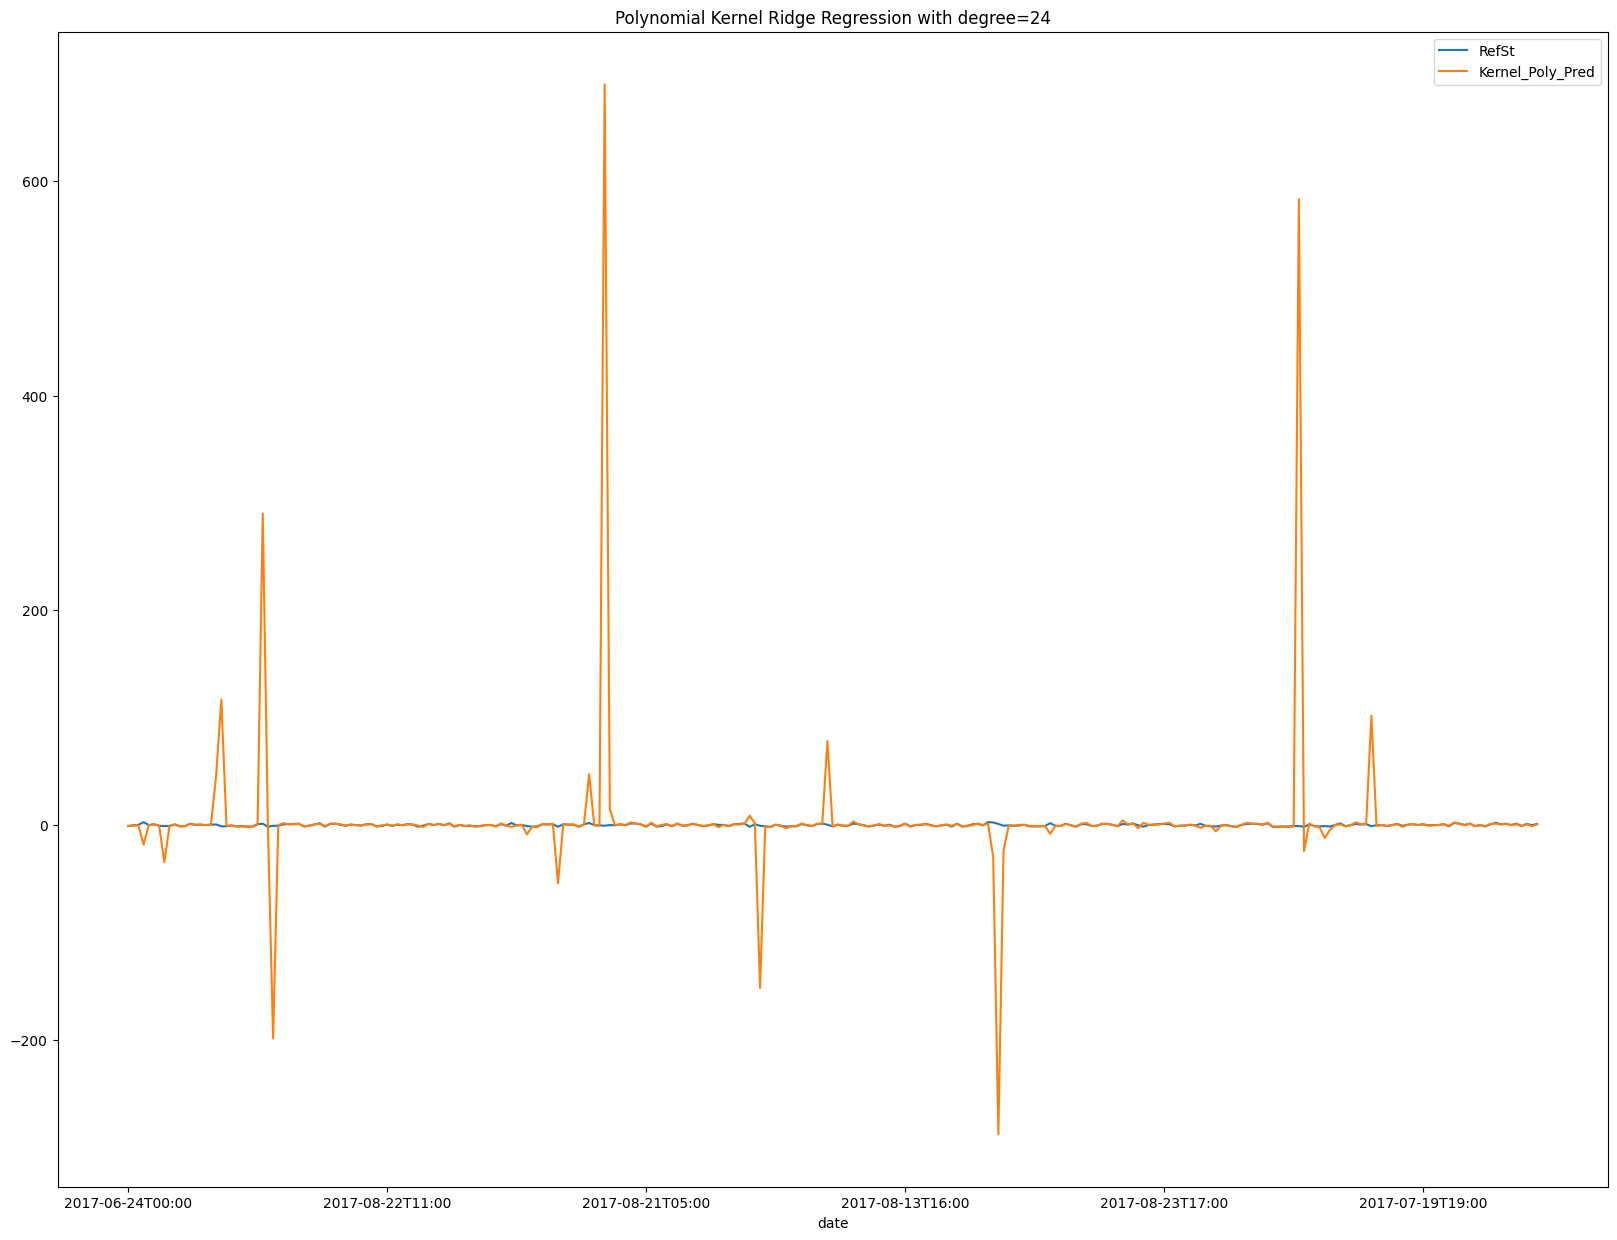 Polynomial Kernel Ridge Regression with degree=24
RefSt
Kernel_Poly_Pred
600
400
200
0
−200
2017-06-24T00:00
2017-08-22T11:00
2017-08-21T05:00
2017-08-13T16:00
2017-08-23T17:00
2017-07-19T19:00
date